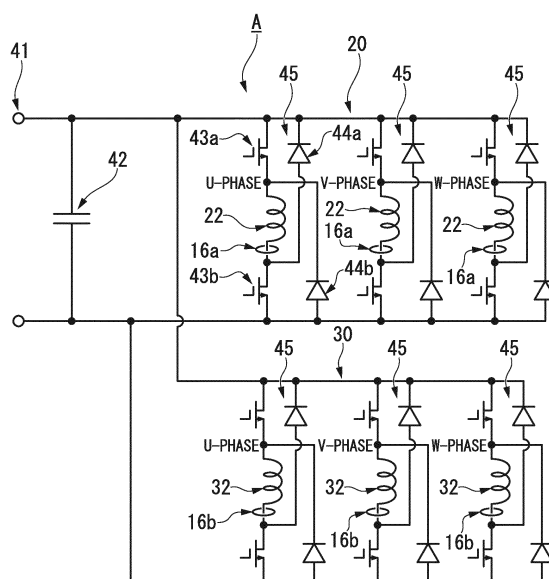 A
41
45
20
45
45
43a
44a
42
U-PHASE
V-PHASE
W-PHASE
22
22
22
16a
16a
16a
43b
44b
45
30
45
45
U-PHASE
V-PHASE
W-PHASE
32
32
32
16b
16b
16b